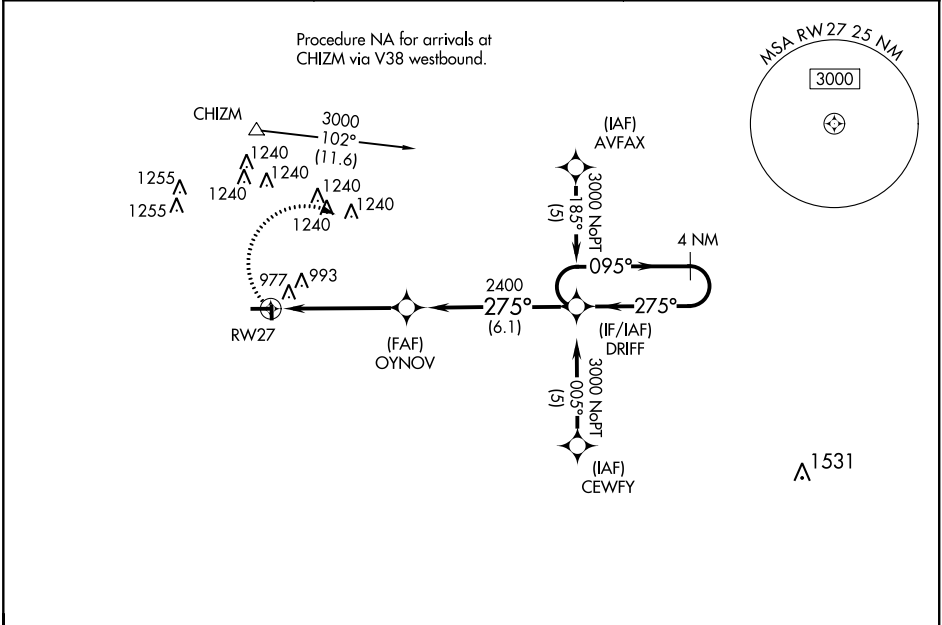 Procedure NA for arrivals at
CHIZM via V38 westbound.
MSA RW27 25 NM
3000
CHIZM
3000
102°
(11.6)
(IAF)
AVFAX
1240
1240
1240
1255
1255
1240
1240
1240
3000 NoPT
185°
(5)
4 NM
095°
977
993
2400
275°
(6.1)
275°
RW27
(FAF)
OYNOV
(IF/IAF)
DRIFF
3000 NoPT
005°
(5)
(IAF)
CEWFY
1531